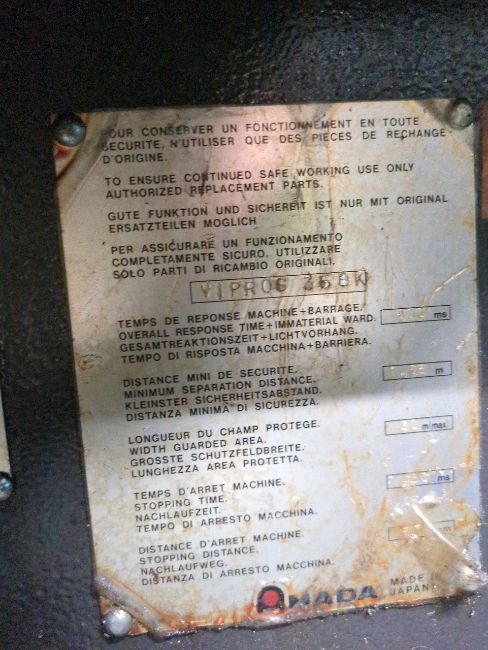 POUR CONSERVER UN FONCTIONNEMENT EN TOUTE
SECURITE, N'UTILISER QUE DES PIECES DE RECHANGE
D'ORIGINE.
TO ENSURE CONTINUED SAFE WORKING USE ONLY
AUTHORIZED REPLACEMENT PARTS.
GUTE FUNKTION UND SICHEREIT IST NUR MIT ORIGINAL
ERSATZTEILEN MOGLICH
PER ASSICURARE UN FUNZIONAMENTO
COMPLETAMENTE SICURO. UTILIZZARE
SOLO PARTI DI RICAMBIO ORIGINALI.
VIPROS 368K
TEMPS DE REPONSE MACHINE+BARRAGE.
OVERALL RESPONSE TIME+IMMATERIAL WARD.
GESAMTREAKTIONSZEIT+LICHTVORHANG.
TEMPO DI RISPOSTA MACCHINA+BARRIERA.
ms
DISTANCE MINI DE SECURITE.
MINIMUM SEPARATION DISTANCE.
KLEINSTER SICHERHEITSABSTAND.
DISTANZA MINIMA DI SICUREZZA.
m
LONGUEUR DU CHAMP PROTEGE.
WIDTH GUARDED AREA.
GROSSTE SCHUTZFELDBREITE.
LUNGHEZZA AREA PROTETTA.
m/max
TEMPS D'ARRET MACHINE.
STOPPING TIME.
NACHLAUFZEIT.
TEMPO DI ARRESTO MACCHINA.
ms
DISTANCE D'ARRET MACHINE.
STOPPING DISTANCE.
NACHLAUFWEG.
DISTANZA DI ARRESTO MACCHINA.
AMADA
MADE
JAPAN